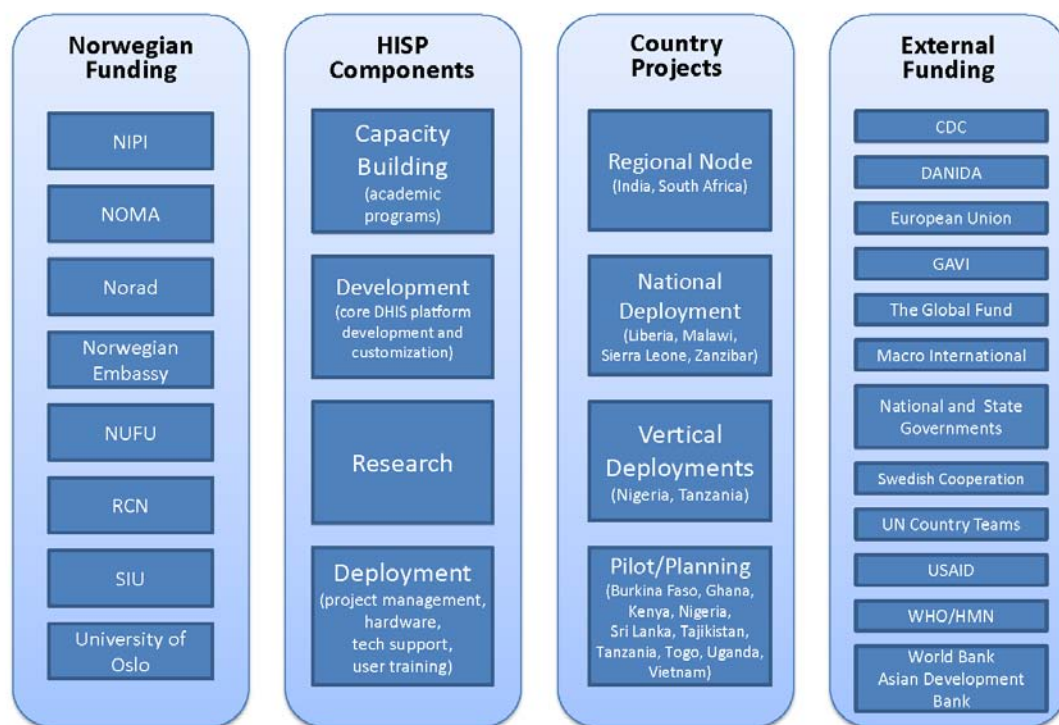 Norwegian
Funding
NIPI
NOMA
Norad
Norwegian
Embassy
NUFU
RCN
SIU
University of
Oslo
HISP
Components
Capacity
Building
(academic
programs)
Development
(core DHIS platform
development and
customization)
Research
Deployment
(project management,
hardware,
tech support,
user training)
Country
Projects
Regional Node
(India, South Africa)
National
Deployment
(Liberia, Malawi,
Sierra Leone, Zanzibar)
Vertical
Deployments
(Nigeria, Tanzania)
Pilot/Planning
(Burkina Faso, Ghana,
Kenya, Nigeria,
Sri Lanka, Tajikistan,
Tanzania, Togo, Uganda,
Vietnam)
External
Funding
CDC
DANIDA
European Union
GAVI
The Global Fund
Macro International
National and State
Governments
Swedish Cooperation
UN Country Teams
USAID
WHO/HMN
World Bank
Asian Development
Bank